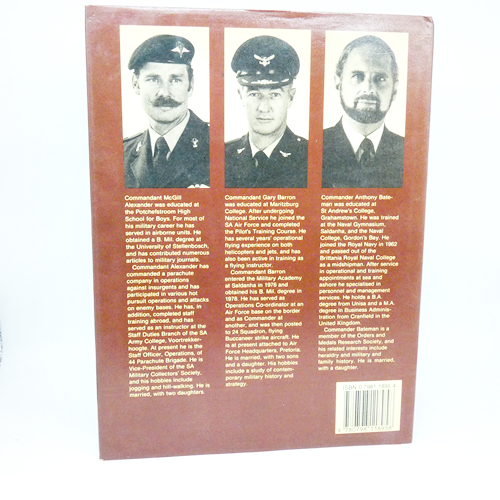 Commandant McGill
Alexander was educated at
the Potchefstroom High
School for Boys. For most of
his military career he has
served in airborne units. He
obtained a B. Mil. degree at
the University of Stellenbosch,
and has contributed numerous
articles to military journals.
Commandant Alexander has
commanded a parachute
company in operations
against insurgents and has
participated in various hot
pursuit operations and attacks
on enemy bases. He has, in
addition, completed staff
training abroad, and has
served as an instructor at the
Staff Duties Branch of the SA
Army College, Voortrekker-
hoogte. At present he is the
Staff Officer, Operations, of
44 Parachute Brigade. He is
Vice-President of the SA
Military Collectors' Society,
and his hobbies include
jogging and hill-walking. He is
married, with two daughters.
Commandant Gary Barron
was educated at Maritzburg
College. After undergoing
National Service he joined the
SA Air Force and completed
the Pilot's Training Course. He
has several years' operational
flying experience on both
helicopters and jets, and has
also been active in training as
a flying instructor.
Commandant Barron
entered the Military Academy
at Saldanha in 1976 and
obtained his B. Mil. degree in
1978. He has served as
Operations Co-ordinator at an
Air Force base on the border
and as Commander at
another, and was then posted
to 24 Squadron, flying
Buccaneer strike aircraft. He
is at present attached to Air
Force Headquarters, Pretoria.
He is married, with two sons
and a daughter. His hobbies
include a study of contem-
porary military history and
strategy.
Commander Anthony Bate-
man was educated at
St Andrew's College,
Grahamstown. He was trained
at the Naval Gymnasium,
Saldanha, and the Naval
College, Gordon's Bay. He
joined the Royal Navy in 1962
and passed out of the
Brittania Royal Naval College
as a midshipman. After service
in operational and training
appointments at sea and
ashore he specialised in
personnel and management
services. He holds a B.A.
degree from Unisa and a M.A.
degree in Business Adminis-
tration from Cranfield in the
United Kingdom.
Commander Bateman is a
founder of the Orders and
Medals Research Society, and
his related interests include
heraldry and military and
family history. He is married,
with a daughter.
ISBN 0 7981